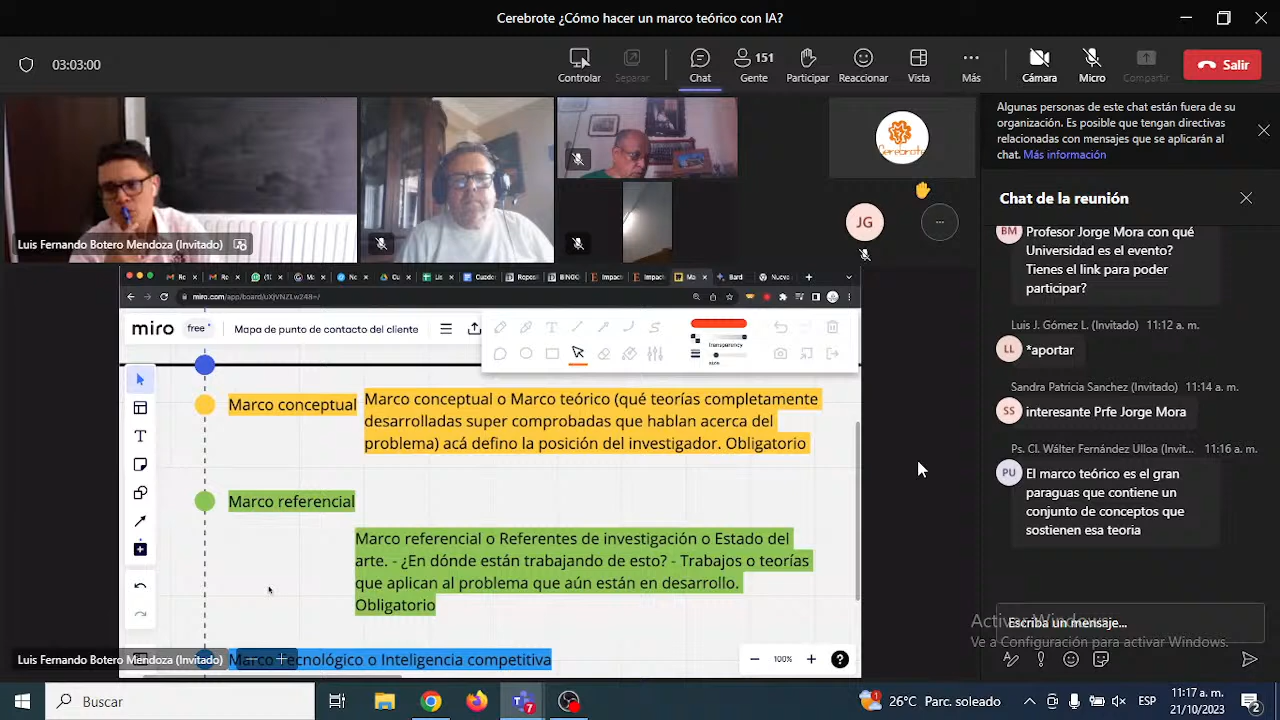 Cerebrote ¿Cómo hacer un marco teórico con IA?
03:03:00
Controlar
Separar
Chat
151
Gente
Participar
Reaccionar
Vista
Más
Cámara
Micro
Compartir
Salir
Luis Fernando Botero Mendoza (Invitado)
Cerebrote
JG
Algunas personas de este chat están fuera de su
organización. Es posible que tengan directivas
relacionadas con mensajes que se aplicarán al
chat. Más información
Chat de la reunión
BM
Profesor Jorge Mora con qué
Universidad es el evento?
Tiene el link para poder
participar?
Luis J. Gómez L. (Invitado) 11:12 a. m.
LL
*aportar
Sandra Patricia Sanchez (Invitado) 11:14 a. m.
SS
interesante Prfe Jorge Mora
Ps. Cl. Wálter Fernández Ulloa (Invit... 11:16 a. m.
PU
El marco teórico es el gran
paraguas que contiene un
conjunto de conceptos que
sostienen esa teoria
Escriba un mensaje...
Activar Windows
Ve a Configuración para activar Windows.
miro.com/app/board/uXjVNZLw248=/
miro
free
Mapa de punto de contacto del cliente
Transparency
size
Marco conceptual
Marco conceptual o Marco teórico (qué teorías completamente
desarrolladas super comprobadas que hablan acerca del
problema) acá defino la posición del investigador. Obligatorio
Marco referencial
Marco referencial o Referentes de investigación o Estado del
arte. - ¿En dónde están trabajando de esto? - Trabajos o teorías
que aplican al problema que aún están en desarrollo.
Obligatorio
Marco Tecnológico o Inteligencia competitiva
Luis Fernando Botero Mendoza (Invitado)
100%
Buscar
7
1
26°C Parc. soleado
ESP
11:17 a. m.
21/10/2023
2